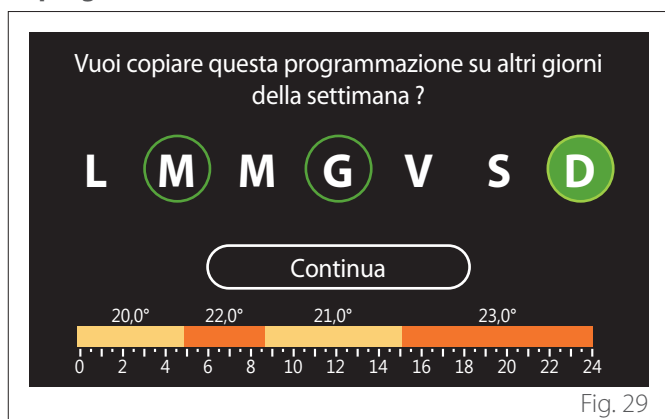 Vuoi copiare questa programmazione su altri giorni
della settimana ?
L M M G V S D
Continua
20,0° 22,0° 21,0° 23,0°
0 2 4 6 8 10 12 14 16 18 20 22 24
Fig. 29